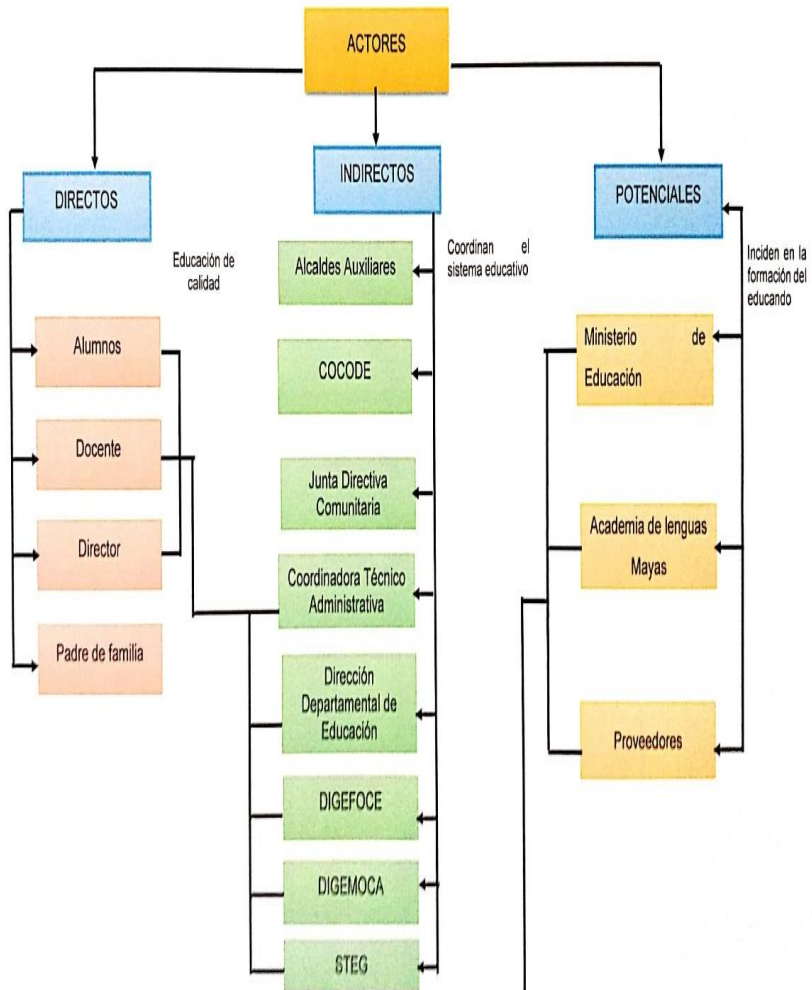 ACTORES
DIRECTOS
INDIRECTOS
POTENCIALES
Educación de
calidad
Coordinan el
sistema educativo
Inciden en la
formación del
educando
Alumnos
Docente
Director
Padre de familia
Alcaldes Auxiliares
COCODE
Junta Directiva
Comunitaria
Coordinadora Técnico
Administrativa
Dirección
Departamental de
Educación
DIGEFOCE
DIGEMOCA
STEG
Ministerio de
Educación
Academia de lenguas
Mayas
Proveedores